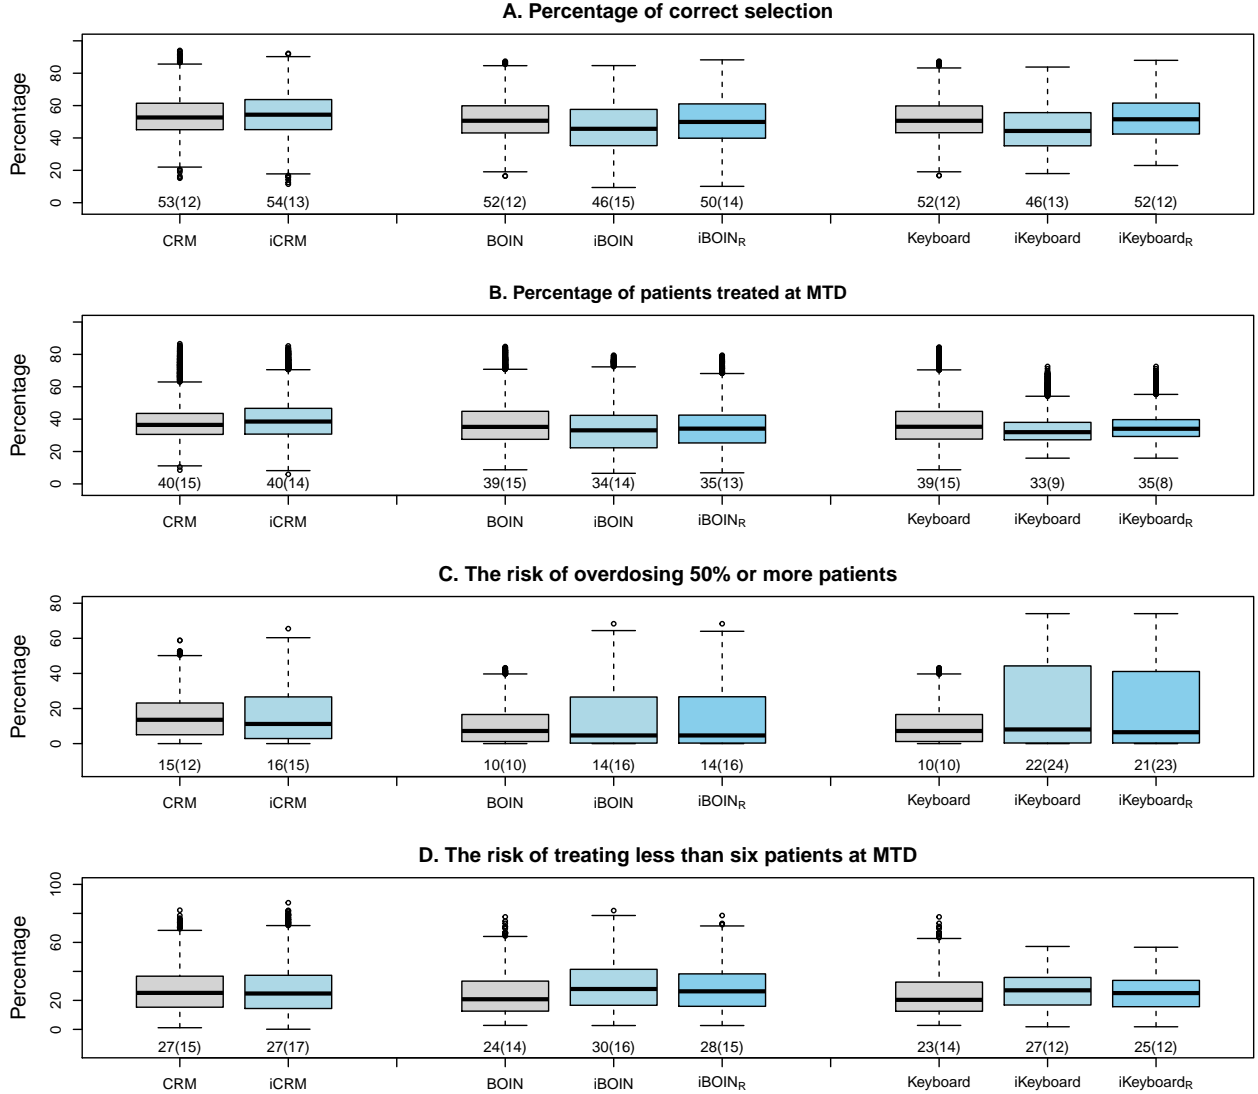 A. Percentage of correct selection
Percentage
0 20 40 60 80
53(12) 54(13) 52(12) 46(15) 50(14) 52(12) 46(13) 52(12)
CRM iCRM BOIN iBOIN iBOINR Keyboard iKeyboard iKeyboardR
B. Percentage of patients treated at MTD
Percentage
0 20 40 60 80
40(15) 40(14) 39(15) 34(14) 35(13) 39(15) 33(9) 35(8)
CRM iCRM BOIN iBOIN iBOINR Keyboard iKeyboard iKeyboardR
C. The risk of overdosing 50% or more patients
Percentage
0 20 40 60 80
15(12) 16(15) 10(10) 14(16) 14(16) 10(10) 22(24) 21(23)
CRM iCRM BOIN iBOIN iBOINR Keyboard iKeyboard iKeyboardR
D. The risk of treating less than six patients at MTD
Percentage
0 20 60 100
27(15) 27(17) 24(14) 30(16) 28(15) 23(14) 27(12) 25(12)
CRM iCRM BOIN iBOIN iBOINR Keyboard iKeyboard iKeyboardR